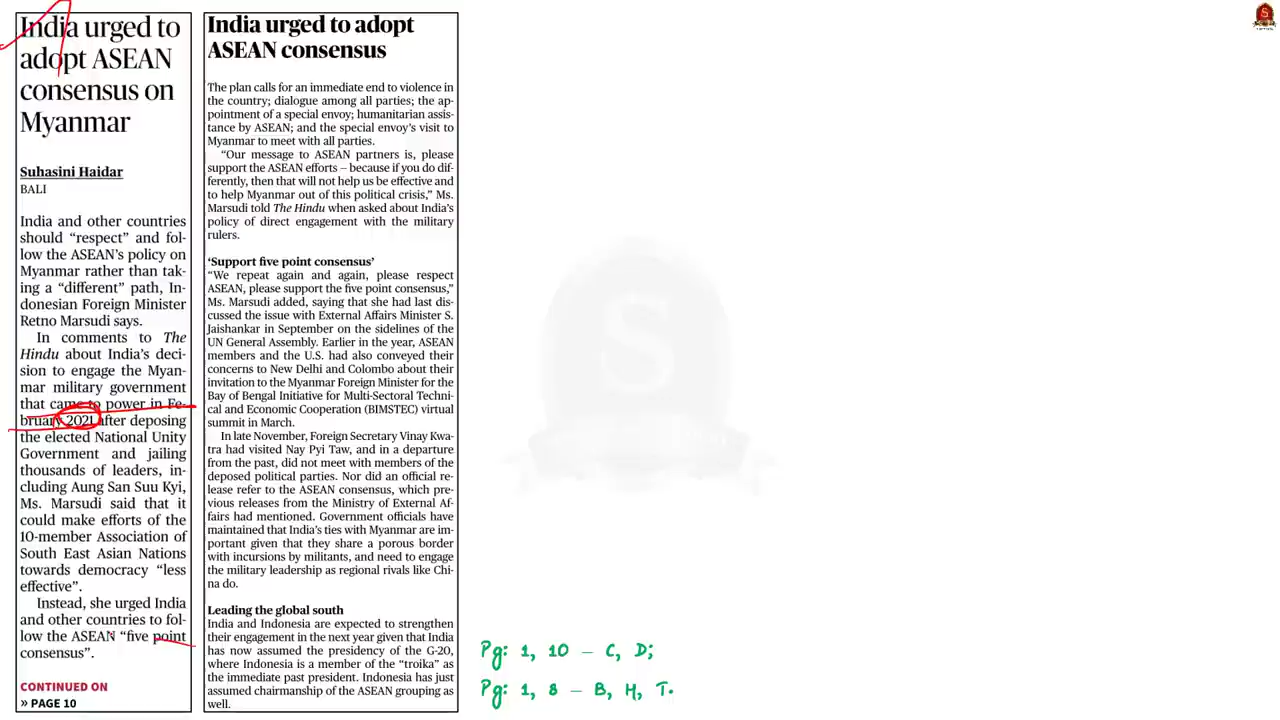 India urged to
adopt ASEAN
consensus on
Myanmar
Suhasini Haidar
BALI
India and other countries
should “respect” and fol-
low the ASEAN’s policy on
Myanmar rather than tak-
ing a “different” path, In-
donesian Foreign Minister
Retno Marsudi says.
In comments to The
Hindu about India’s deci-
sion to engage the Myan-
mar military government
that came to power in Fe-
bruary 2021 after deposing
the elected National Unity
Government and jailing
thousands of leaders, in-
cluding Aung San Suu Kyi,
Ms. Marsudi said that it
could make efforts of the
10-member Association of
South East Asian Nations
towards democracy “less
effective”.
Instead, she urged India
and other countries to fol-
low the ASEAN “five point
consensus”.
CONTINUED ON
» PAGE 10
India urged to adopt
ASEAN consensus
The plan calls for an immediate end to violence in
the country; dialogue among all parties; the ap-
pointment of a special envoy; humanitarian assis-
tance by ASEAN; and the special envoy’s visit to
Myanmar to meet with all parties.
“Our message to ASEAN partners is, please
support the ASEAN efforts – because if you do dif-
ferently, then that will not help us be effective and
to help Myanmar out of this political crisis,” Ms.
Marsudi told The Hindu when asked about India’s
policy of direct engagement with the military
rulers.
‘Support five point consensus’
“We repeat again and again, please respect
ASEAN, please support the five point consensus,”
Ms. Marsudi added, saying that she had last dis-
cussed the issue with External Affairs Minister S.
Jaishankar in September on the sidelines of the
UN General Assembly. Earlier in the year, ASEAN
members and the U.S. had also conveyed their
concerns to New Delhi and Colombo about their
invitation to the Myanmar Foreign Minister for the
Bay of Bengal Initiative for Multi-Sectoral Techni-
cal and Economic Cooperation (BIMSTEC) virtual
summit in March.
In late November, Foreign Secretary Vinay Kwa-
tra had visited Nay Pyi Taw, and in a departure
from the past, did not meet with members of the
deposed political parties. Nor did an official re-
lease refer to the ASEAN consensus, which pre-
vious releases from the Ministry of External Af-
fairs had mentioned. Government officials have
maintained that India’s ties with Myanmar are im-
portant given that they share a porous border
with incursions by militants, and need to engage
the military leadership as regional rivals like Chi-
na do.
Leading the global south
India and Indonesia are expected to strengthen
their engagement in the next year given that India
has now assumed the presidency of the G-20,
where Indonesia is a member of the “troika” as
the immediate past president. Indonesia has just
assumed chairmanship of the ASEAN grouping as
well.
Pg: 1, 10 – C, D;
Pg: 1, 8 – B, H, T.
S
S